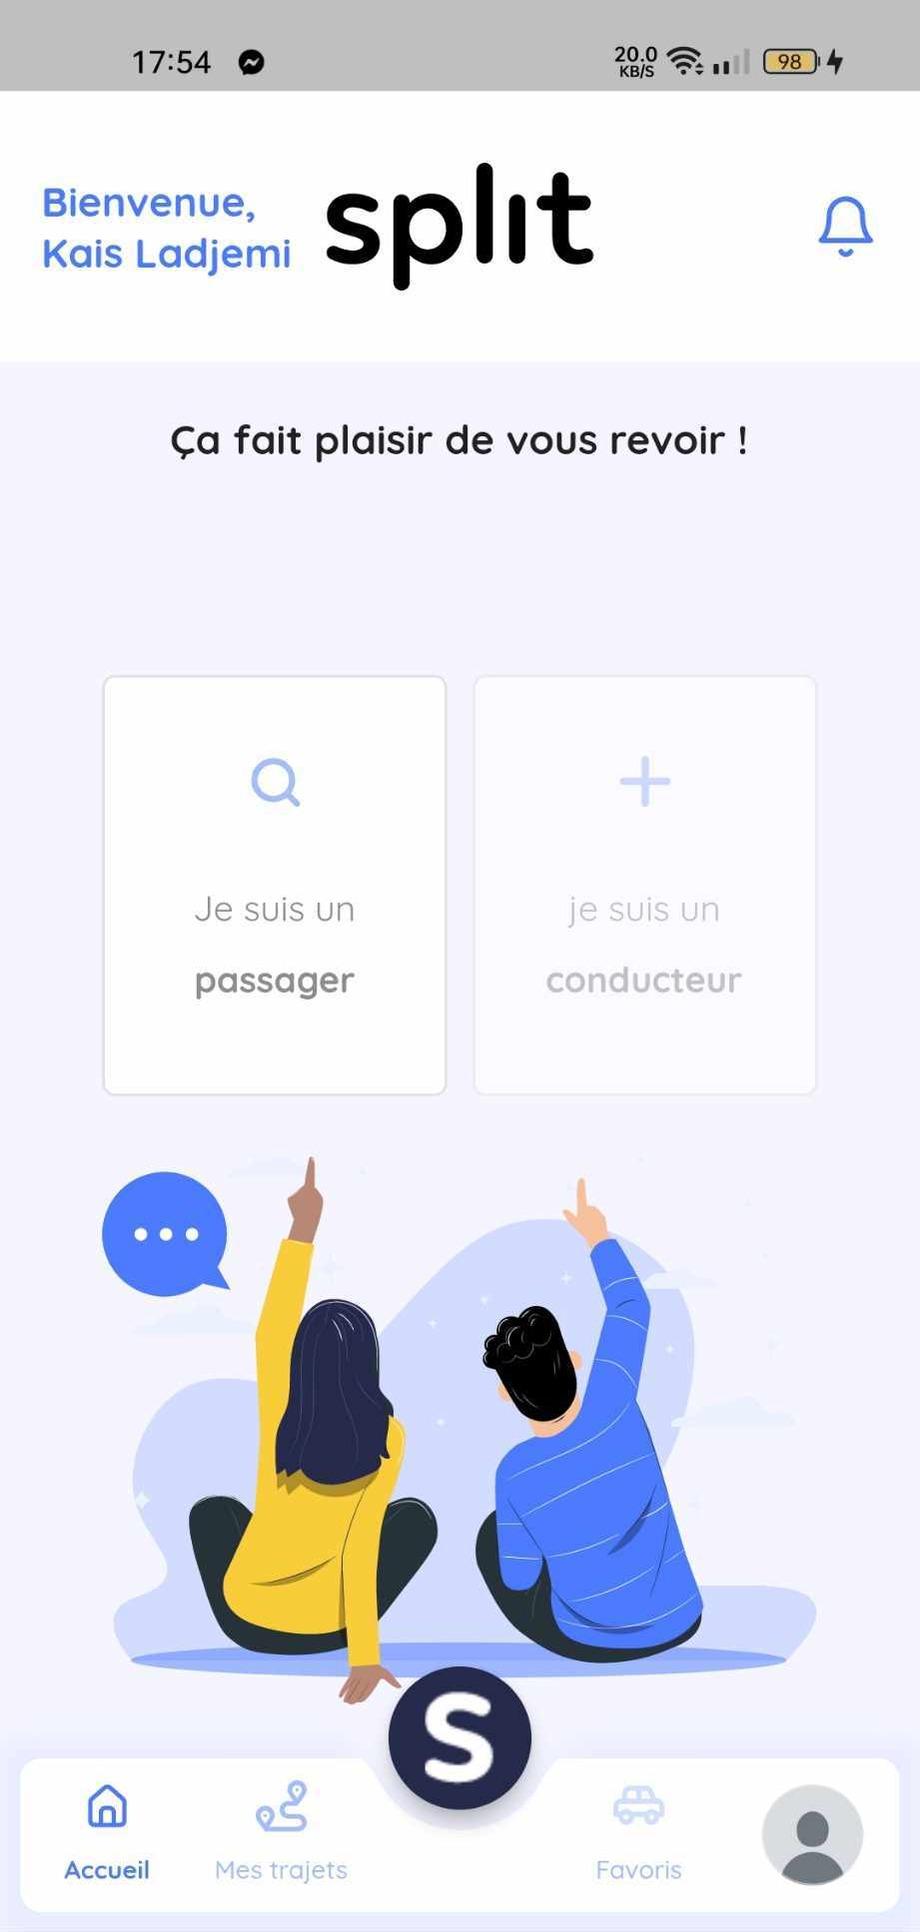 17:54
20.0
KB/S
98
Bienvenue,
Kais Ladjemi
split
Ça fait plaisir de vous revoir !
Je suis un
passager
je suis un
conducteur
S
Accueil
Mes trajets
Favoris